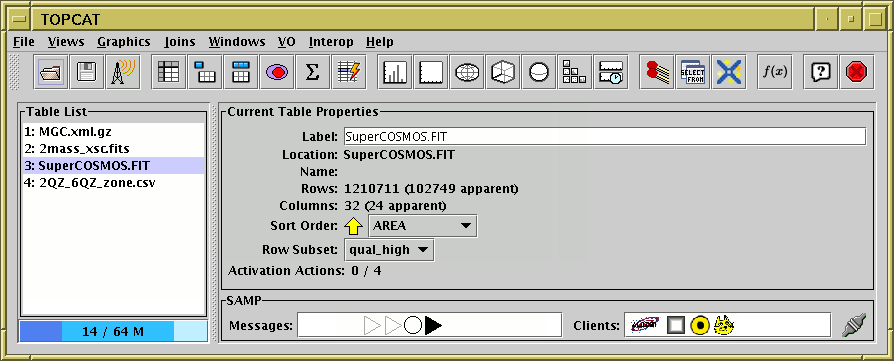 TOPCAT
File Views Graphics Joins Windows VO Interop Help
Σ SELECT FROM f(x) ?
Table List
1: MGC.xml.gz
2: 2mass_xsc.fits
3: SuperCOSMOS.FIT
4: 2QZ_6QZ_zone.csv
14 / 64 M
Current Table Properties
Label: SuperCOSMOS.FIT
Location: SuperCOSMOS.FIT
Name:
Rows: 1210711 (102749 apparent)
Columns: 32 (24 apparent)
Sort Order: AREA
Row Subset: qual_high
Activation Actions: 0 / 4
SAMP
Messages:
Clients: